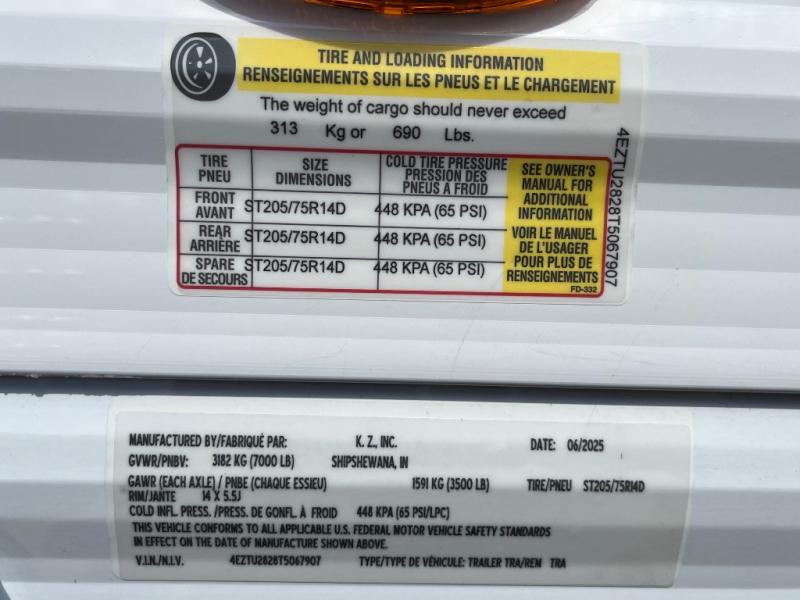 TIRE AND LOADING INFORMATION
RENSEIGNEMENTS SUR LES PNEUS ET LE CHARGEMENT
The weight of cargo should never exceed
313 Kg or 690 Lbs.
TIRE PNEU
SIZE DIMENSIONS
COLD TIRE PRESSURE
PRESSION DES PNEUS A FROID
FRONT AVANT ST205/75R14D 448 KPA (65 PSI)
REAR ARRIÈRE ST205/75R14D 448 KPA (65 PSI)
SPARE DE SECOURS ST205/75R14D 448 KPA (65 PSI)
SEE OWNER'S
MANUAL FOR
ADDITIONAL
INFORMATION
VOIR LE MANUEL
DE L'USAGER
POUR PLUS DE
RENSEIGNEMENTS
FD-332
4EZTU2828T5067907
MANUFACTURED BY/FABRIQUÉ PAR: K. Z., INC. DATE: 06/2025
GVWR/PNBV: 3182 KG (7000 LB) SHIPSHEWANA, IN
GAWR (EACH AXLE) / PNBE (CHAQUE ESSIEU) 1591 KG (3500 LB) TIRE/PNEU ST205/75R14D
RIM/JANTE 14 X 5.5J
COLD INFL. PRESS./PRESS. DE GONFL. À FROID 448 KPA (65 PSI/LPC)
THIS VEHICLE CONFORMS TO ALL APPLICABLE U.S. FEDERAL MOTOR VEHICLE SAFETY STANDARDS
IN EFFECT ON THE DATE OF MANUFACTURE SHOWN ABOVE.
V.I.N./N.I.V. 4EZTU2828T5067907 TYPE/TYPE DE VÉHICULE: TRAILER TRA/REM TRA